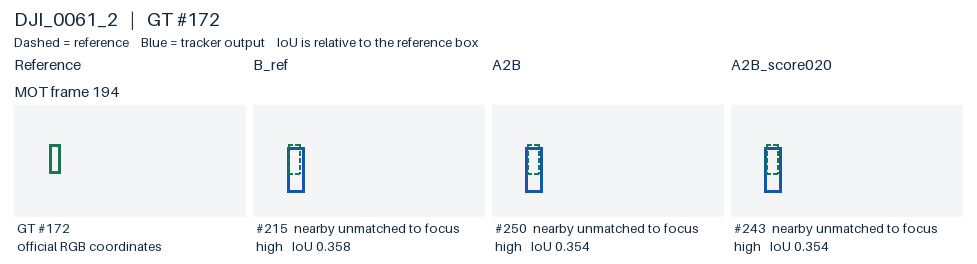 DJI_0061_2 | GT #172
Dashed = reference Blue = tracker output IoU is relative to the reference box
Reference B_ref A2B A2B_score020
MOT frame 194
GT #172 #215 nearby unmatched to focus #250 nearby unmatched to focus #243 nearby unmatched to focus
official RGB coordinates high IoU 0.358 high IoU 0.354 high IoU 0.354